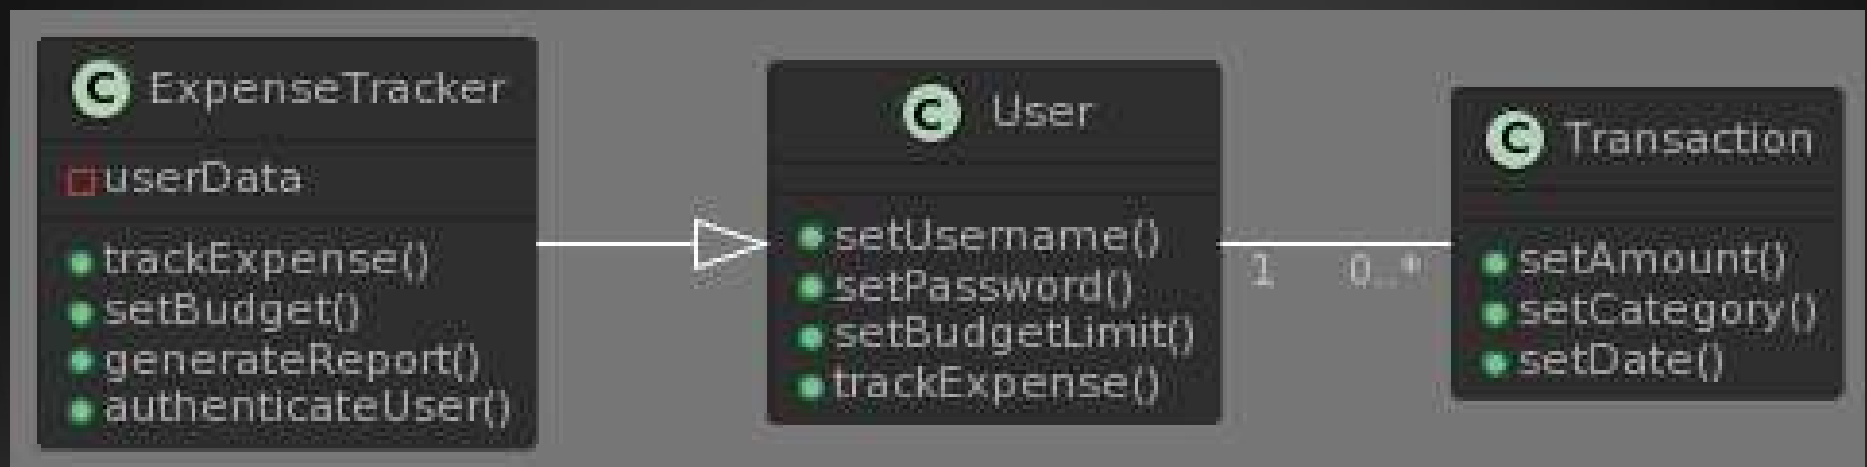 C ExpenseTracker
userData
trackExpense()
setBudget()
generateReport()
authenticateUser()
C User
setUsername()
setPassword()
setBudgetLimit()
trackExpense()
1 0..*
C Transaction
setAmount()
setCategory()
setDate()